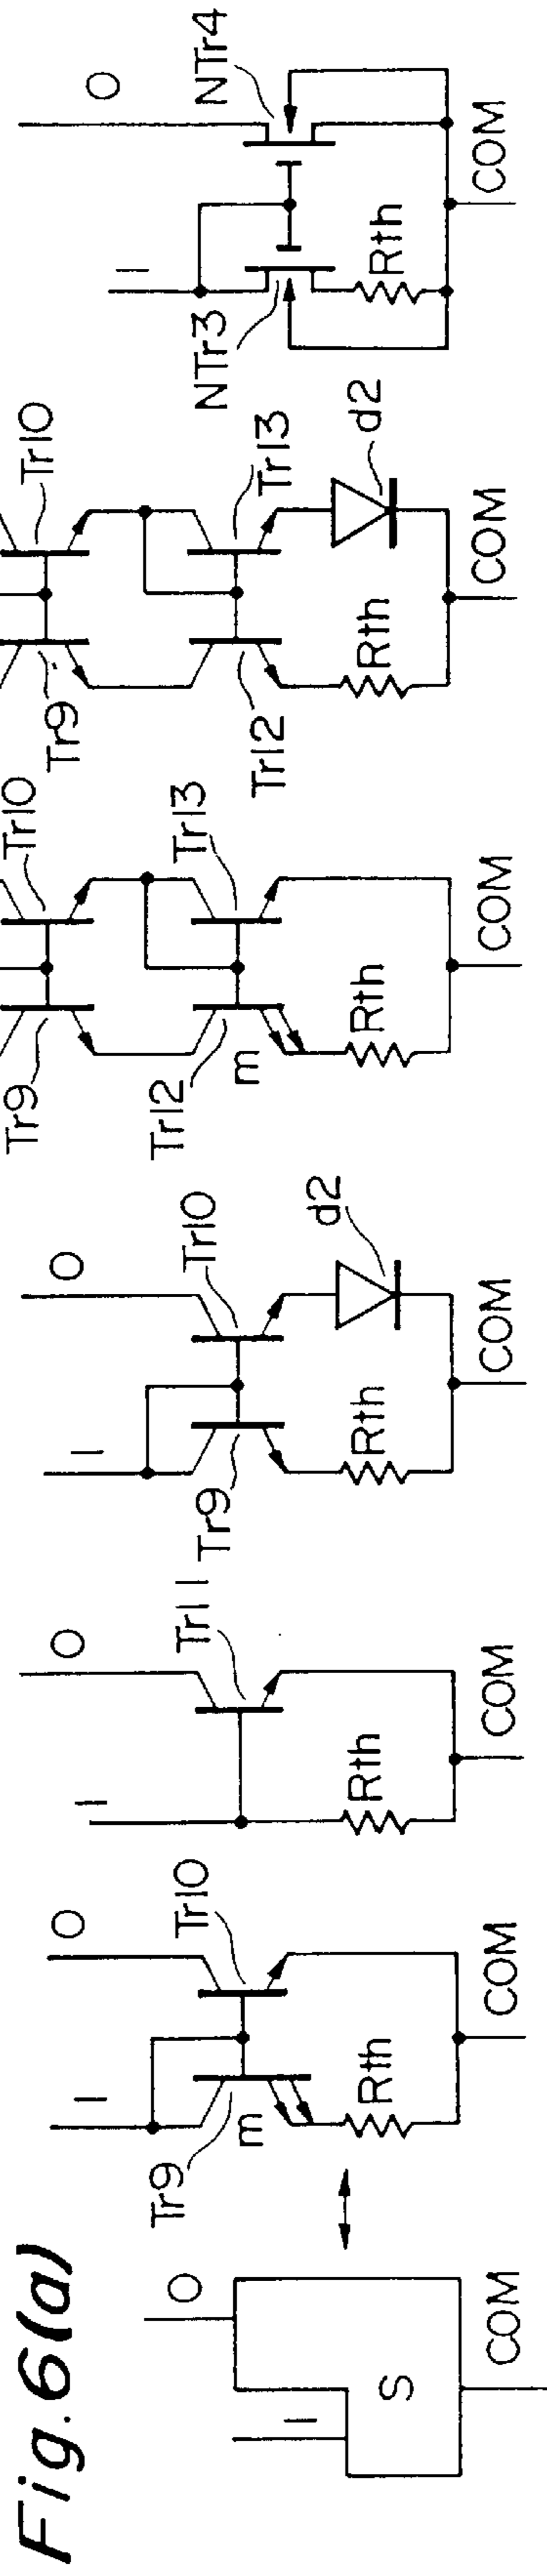 Fig.6(a)
I
O
S
COM
I
O
Tr9
Tr10
m
Rth
COM
I
O
Tr11
Rth
COM
I
O
Tr9
Tr10
Rth
d2
COM
Tr9
Tr10
Tr12
Tr13
m
Rth
COM
Tr9
Tr10
Tr12
Tr13
Rth
d2
COM
I
O
NTr3
NTr4
Rth
COM